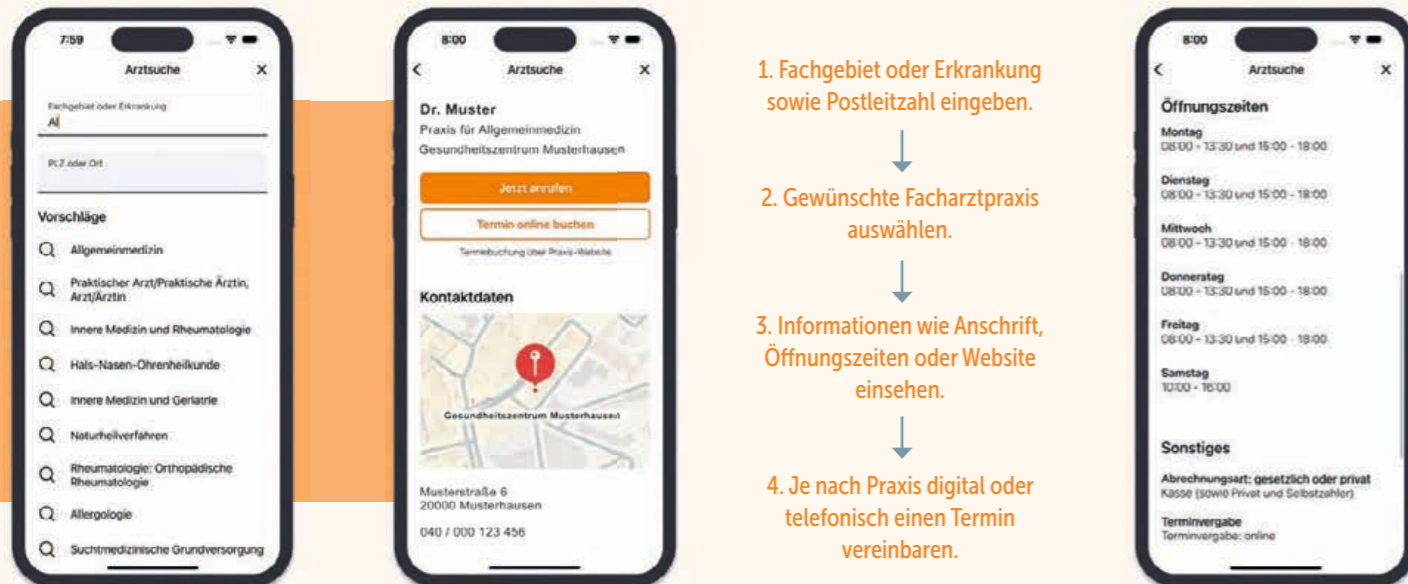 7:59
Arztsuche X
Fachgebiet oder Erkrankung
Al
PLZ oder Ort
Vorschläge
Allgemeinmedizin
Praktischer Arzt/Praktische Ärztin,
Arzt/Ärztin
Innere Medizin und Rheumatologie
Hals-Nasen-Ohrenheilkunde
Innere Medizin und Geriatrie
Naturheilverfahren
Rheumatologie: Orthopädische
Rheumatologie
Allergologie
Suchtmedizinische Grundversorgung
8:00
< Arztsuche X
Dr. Muster
Praxis für Allgemeinmedizin
Gesundheitszentrum Musterhausen
Jetzt anrufen
Termin online buchen
Terminbuchung über Praxis-Website
Kontaktdaten
Gesundheitszentrum Musterhausen
Musterstraße 6
20000 Musterhausen
040 / 000 123 456
1. Fachgebiet oder Erkrankung
sowie Postleitzahl eingeben.
2. Gewünschte Facharztpraxis
auswählen.
3. Informationen wie Anschrift,
Öffnungszeiten oder Website
einsehen.
4. Je nach Praxis digital oder
telefonisch einen Termin
vereinbaren.
8:00
< Arztsuche X
Öffnungszeiten
Montag
08:00 - 13:30 und 15:00 - 18:00
Dienstag
08:00 - 13:30 und 15:00 - 18:00
Mittwoch
08:00 - 13:30 und 15:00 - 18:00
Donnerstag
08:00 - 13:30 und 15:00 - 18:00
Freitag
08:00 - 13:30 und 15:00 - 18:00
Samstag
10:00 - 16:00
Sonstiges
Abrechnungsart: gesetzlich oder privat
Kasse (sowie Privat und Selbstzahler)
Terminvergabe
Terminvergabe: online